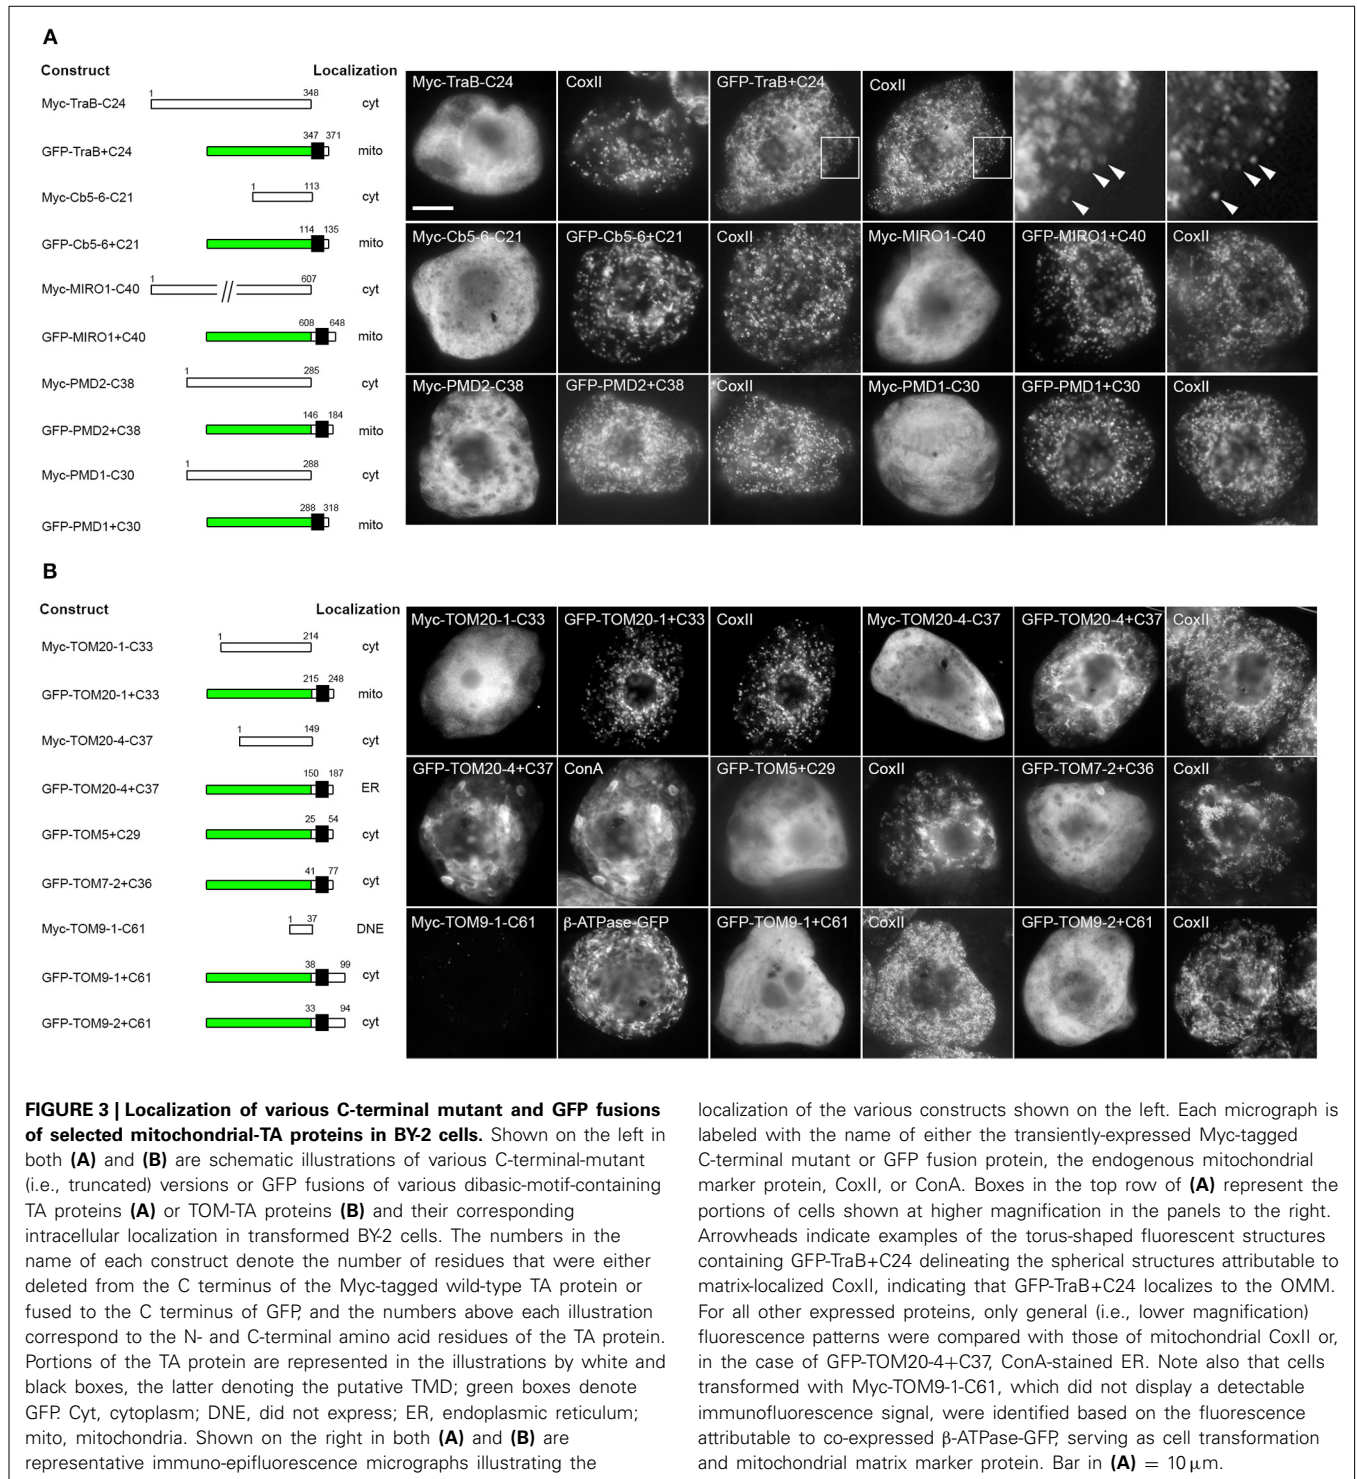 A
Construct Localization
Myc-TraB-C24 1 348 cyt
GFP-TraB+C24 347 371 mito
Myc-Cb5-6-C21 1 113 cyt
GFP-Cb5-6+C21 114 135 mito
Myc-MIRO1-C40 1 607 cyt
GFP-MIRO1+C40 608 648 mito
Myc-PMD2-C38 1 285 cyt
GFP-PMD2+C38 146 184 mito
Myc-PMD1-C30 1 288 cyt
GFP-PMD1+C30 288 318 mito
Myc-TraB-C24 CoxII GFP-TraB+C24 CoxII
Myc-Cb5-6-C21 GFP-Cb5-6+C21 CoxII Myc-MIRO1-C40 GFP-MIRO1+C40 CoxII
Myc-PMD2-C38 GFP-PMD2+C38 CoxII Myc-PMD1-C30 GFP-PMD1+C30 CoxII
B
Construct Localization
Myc-TOM20-1-C33 1 214 cyt
GFP-TOM20-1+C33 215 248 mito
Myc-TOM20-4-C37 1 149 cyt
GFP-TOM20-4+C37 150 187 ER
GFP-TOM5+C29 25 54 cyt
GFP-TOM7-2+C36 41 77 cyt
Myc-TOM9-1-C61 1 37 DNE
GFP-TOM9-1+C61 38 99 cyt
GFP-TOM9-2+C61 33 94 cyt
Myc-TOM20-1-C33 GFP-TOM20-1+C33 CoxII Myc-TOM20-4-C37 GFP-TOM20-4+C37 CoxII
GFP-TOM20-4+C37 ConA GFP-TOM5+C29 CoxII GFP-TOM7-2+C36 CoxII
Myc-TOM9-1-C61 β-ATPase-GFP GFP-TOM9-1+C61 CoxII GFP-TOM9-2+C61 CoxII
FIGURE 3 | Localization of various C-terminal mutant and GFP fusions
of selected mitochondrial-TA proteins in BY-2 cells. Shown on the left in
both (A) and (B) are schematic illustrations of various C-terminal-mutant
(i.e., truncated) versions or GFP fusions of various dibasic-motif-containing
TA proteins (A) or TOM-TA proteins (B) and their corresponding
intracellular localization in transformed BY-2 cells. The numbers in the
name of each construct denote the number of residues that were either
deleted from the C terminus of the Myc-tagged wild-type TA protein or
fused to the C terminus of GFP, and the numbers above each illustration
correspond to the N- and C-terminal amino acid residues of the TA protein.
Portions of the TA protein are represented in the illustrations by white and
black boxes, the latter denoting the putative TMD; green boxes denote
GFP. Cyt, cytoplasm; DNE, did not express; ER, endoplasmic reticulum;
mito, mitochondria. Shown on the right in both (A) and (B) are
representative immuno-epifluorescence micrographs illustrating the
localization of the various constructs shown on the left. Each micrograph is
labeled with the name of either the transiently-expressed Myc-tagged
C-terminal mutant or GFP fusion protein, the endogenous mitochondrial
marker protein, CoxII, or ConA. Boxes in the top row of (A) represent the
portions of cells shown at higher magnification in the panels to the right.
Arrowheads indicate examples of the torus-shaped fluorescent structures
containing GFP-TraB+C24 delineating the spherical structures attributable to
matrix-localized CoxII, indicating that GFP-TraB+C24 localizes to the OMM.
For all other expressed proteins, only general (i.e., lower magnification)
fluorescence patterns were compared with those of mitochondrial CoxII or,
in the case of GFP-TOM20-4+C37, ConA-stained ER. Note also that cells
transformed with Myc-TOM9-1-C61, which did not display a detectable
immunofluorescence signal, were identified based on the fluorescence
attributable to co-expressed β-ATPase-GFP, serving as cell transformation
and mitochondrial matrix marker protein. Bar in (A) = 10 μm.